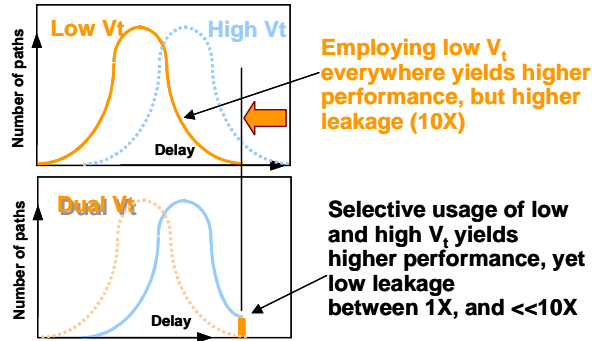 Low Vt
High Vt
Number of paths
Delay
Employing low Vt
everywhere yields higher
performance, but higher
leakage (10X)
Dual Vt
Number of paths
Delay
Selective usage of low
and high Vt yields
higher performance, yet
low leakage
between 1X, and <<10X